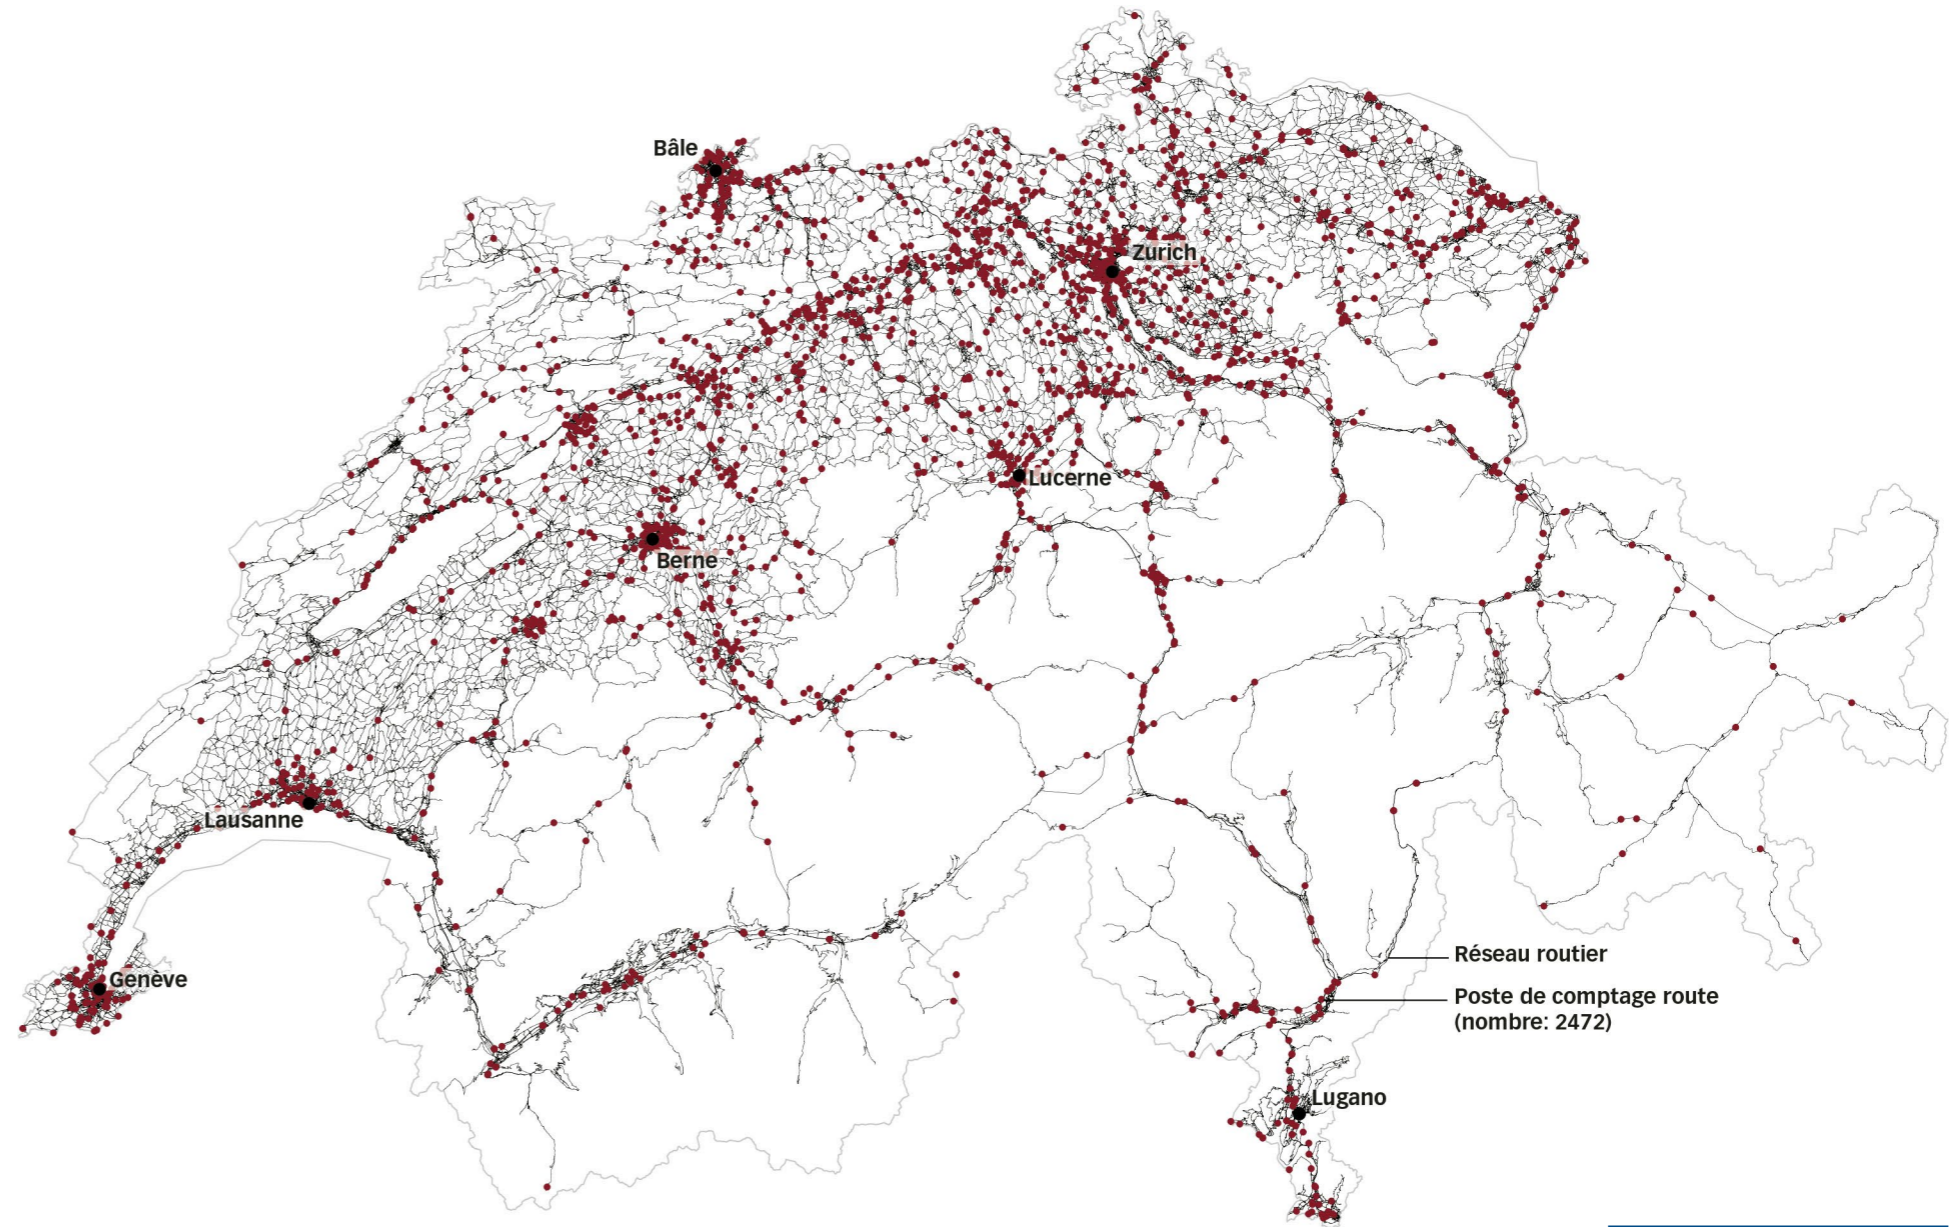 Bâle
Zurich
Lucerne
Berne
Lausanne
Genève
Réseau routier
Poste de comptage route
(nombre: 2472)
Lugano